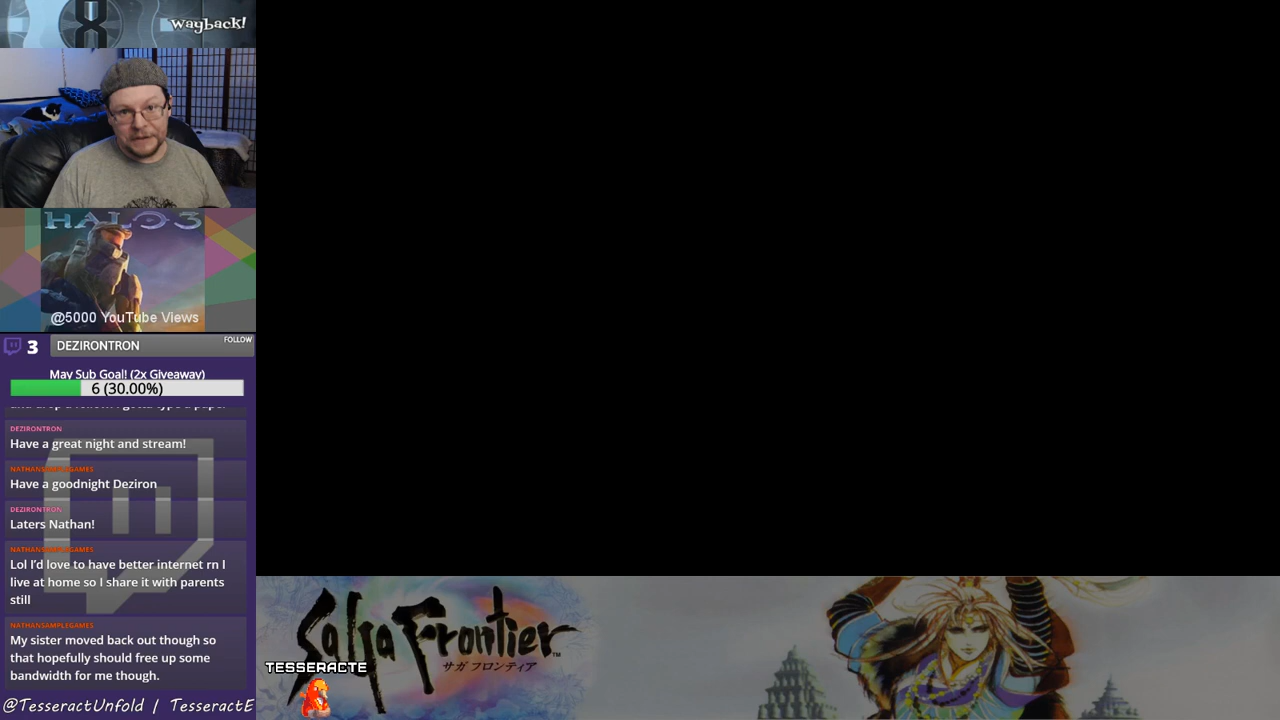 wayback!
HALO 3
@5000 YouTube Views
3 DEZIRONTRON FOLLOW
May Sub Goal! (2x Giveaway)
6 (30.00%)
DEZIRONTRON
Have a great night and stream!
NATHANSAMPLEGAMES
Have a goodnight Deziron
DEZIRONTRON
Laters Nathan!
NATHANSAMPLEGAMES
Lol I'd love to have better internet rn I
live at home so I share it with parents
still
NATHANSAMPLEGAMES
My sister moved back out though so
that hopefully should free up some
bandwidth for me though.
@TesseractUnfold / TesseractE
SaGa Frontier™
サガ フロンティア
TESSERACTE